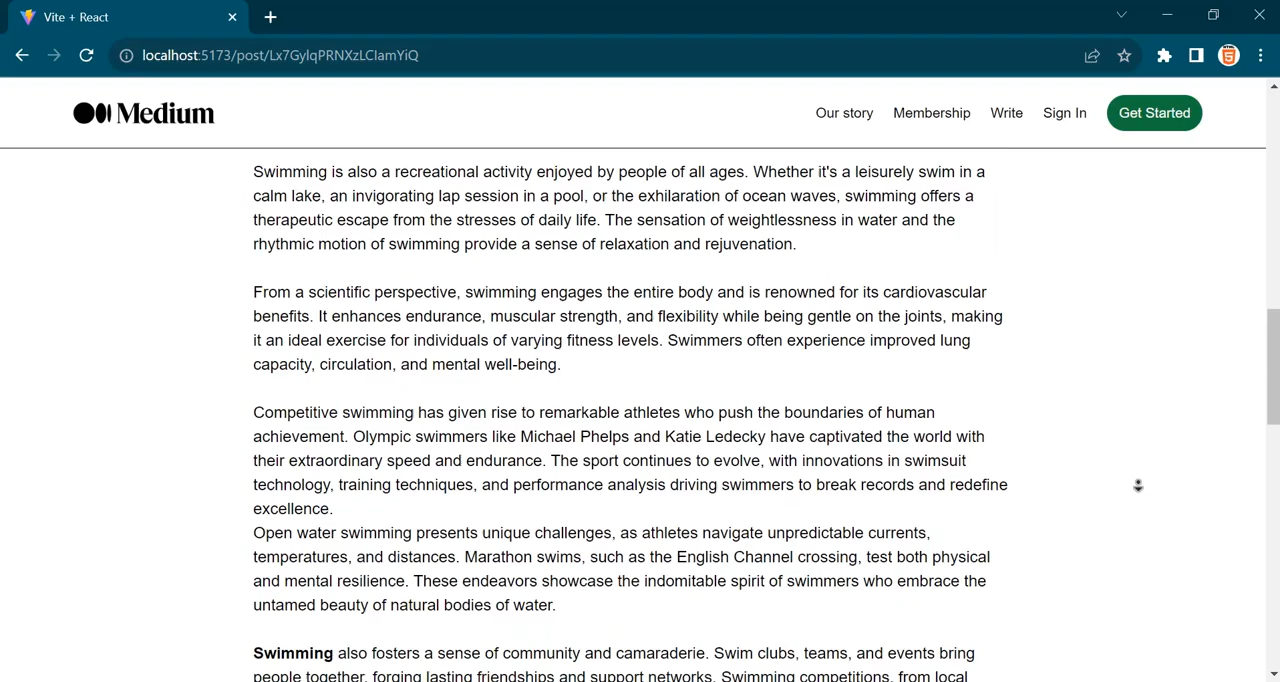 Vite + React
localhost:5173/post/Lx7GylqPRNXzLClamYiQ
Medium
Our story
Membership
Write
Sign In
Get Started
Swimming is also a recreational activity enjoyed by people of all ages. Whether it's a leisurely swim in a
calm lake, an invigorating lap session in a pool, or the exhilaration of ocean waves, swimming offers a
therapeutic escape from the stresses of daily life. The sensation of weightlessness in water and the
rhythmic motion of swimming provide a sense of relaxation and rejuvenation.
From a scientific perspective, swimming engages the entire body and is renowned for its cardiovascular
benefits. It enhances endurance, muscular strength, and flexibility while being gentle on the joints, making
it an ideal exercise for individuals of varying fitness levels. Swimmers often experience improved lung
capacity, circulation, and mental well-being.
Competitive swimming has given rise to remarkable athletes who push the boundaries of human
achievement. Olympic swimmers like Michael Phelps and Katie Ledecky have captivated the world with
their extraordinary speed and endurance. The sport continues to evolve, with innovations in swimsuit
technology, training techniques, and performance analysis driving swimmers to break records and redefine
excellence.
Open water swimming presents unique challenges, as athletes navigate unpredictable currents,
temperatures, and distances. Marathon swims, such as the English Channel crossing, test both physical
and mental resilience. These endeavors showcase the indomitable spirit of swimmers who embrace the
untamed beauty of natural bodies of water.
Swimming also fosters a sense of community and camaraderie. Swim clubs, teams, and events bring
people together, forging lasting friendships and support networks. Swimming competitions, from local